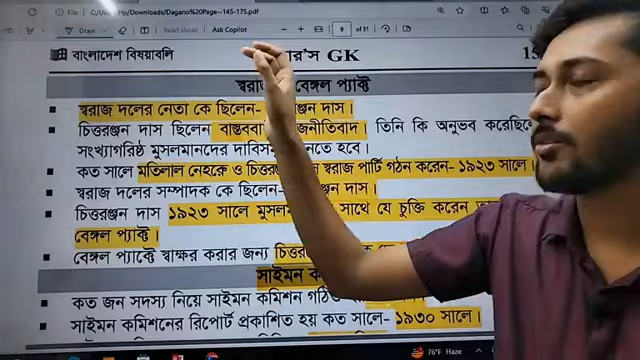 C:/Users/Hp/Downloads/Dagano%20Page--145-175.pdf
Draw
Read aloud
Ask Copilot
9 of 31
বাংলাদেশ বিষয়াবলি
র'স GK
15
স্বরাজ বেঙ্গল প্যাক্ট
স্বরাজ দলের নেতা কে ছিলেন- ঞ্জন দাস।
চিত্তরঞ্জন দাস ছিলেন বাস্তববা জনীতিবাদ। তিনি কি অনুভব করেছিলে
সংখ্যাগরিষ্ঠ মুসলমানদের দাবিস নতে হবে।
কত সালে মতিলাল নেহরু ও চিত্তর ন স্বরাজ পার্টি গঠন করেন- ১৯২৩ সালে।
স্বরাজ দলের সম্পাদক কে ছিলেন- ঞ্জন দাস।
চিত্তরঞ্জন দাস ১৯২৩ সালে মুসলম সাথে যে চুক্তি করেন তা
বেঙ্গল প্যাক্ট।
বেঙ্গল প্যাক্টে স্বাক্ষর করার জন্য চিত্তর
সাইমন ক
কত জন সদস্য নিয়ে সাইমন কমিশন গঠি
সাইমন কমিশনের রিপোর্ট প্রকাশিত হয় কত সালে- ১৯৩০ সালে।
76°F Haze